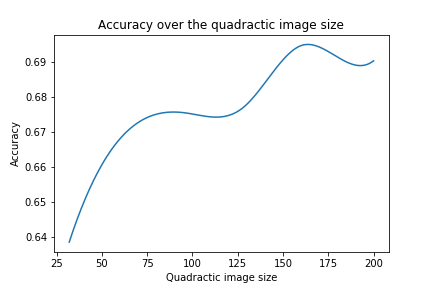 Accuracy over the quadractic image size
0.69
0.68
0.67
0.66
0.65
0.64
Accuracy
25 50 75 100 125 150 175 200
Quadractic image size